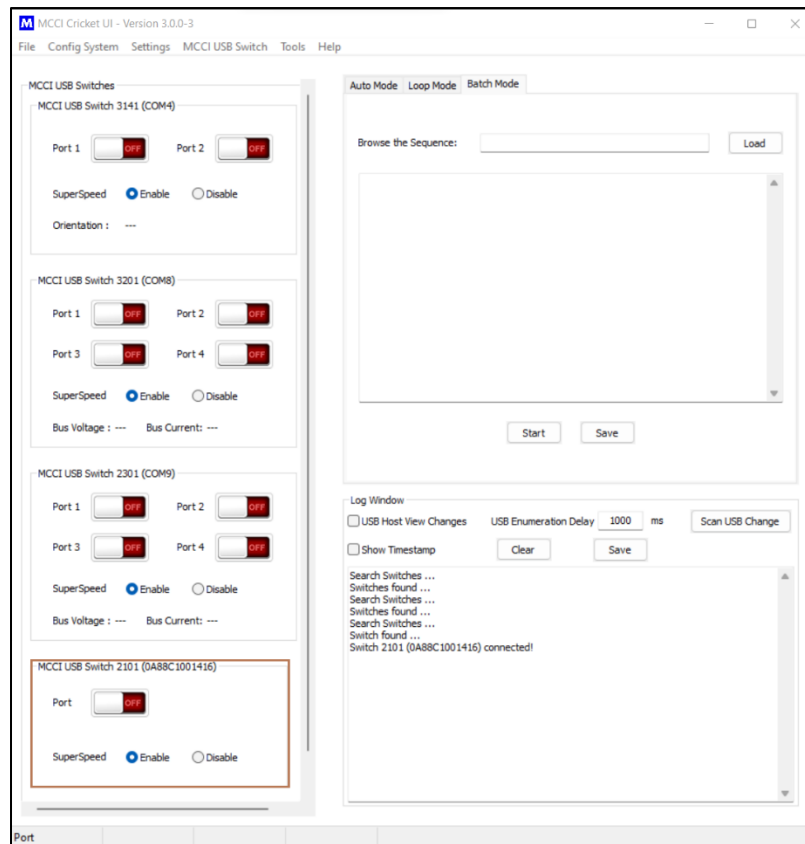 M MCCI Cricket UI - Version 3.0.0-3
File Config System Settings MCCI USB Switch Tools Help
MCCI USB Switches
MCCI USB Switch 3141 (COM4)
Port 1 OFF Port 2 OFF
SuperSpeed Enable Disable
Orientation : ---
MCCI USB Switch 3201 (COM8)
Port 1 OFF Port 2 OFF
Port 3 OFF Port 4 OFF
SuperSpeed Enable Disable
Bus Voltage : --- Bus Current: ---
MCCI USB Switch 2301 (COM9)
Port 1 OFF Port 2 OFF
Port 3 OFF Port 4 OFF
SuperSpeed Enable Disable
Bus Voltage : --- Bus Current: ---
MCCI USB Switch 2101 (0A88C1001416)
Port OFF
SuperSpeed Enable Disable
Auto Mode Loop Mode Batch Mode
Browse the Sequence: Load
Start Save
Log Window
USB Host View Changes USB Enumeration Delay 1000 ms Scan USB Change
Show Timestamp Clear Save
Search Switches ...
Switches found ...
Search Switches ...
Switches found ...
Search Switches ...
Switch found ...
Switch 2101 (0A88C1001416) connected!
Port